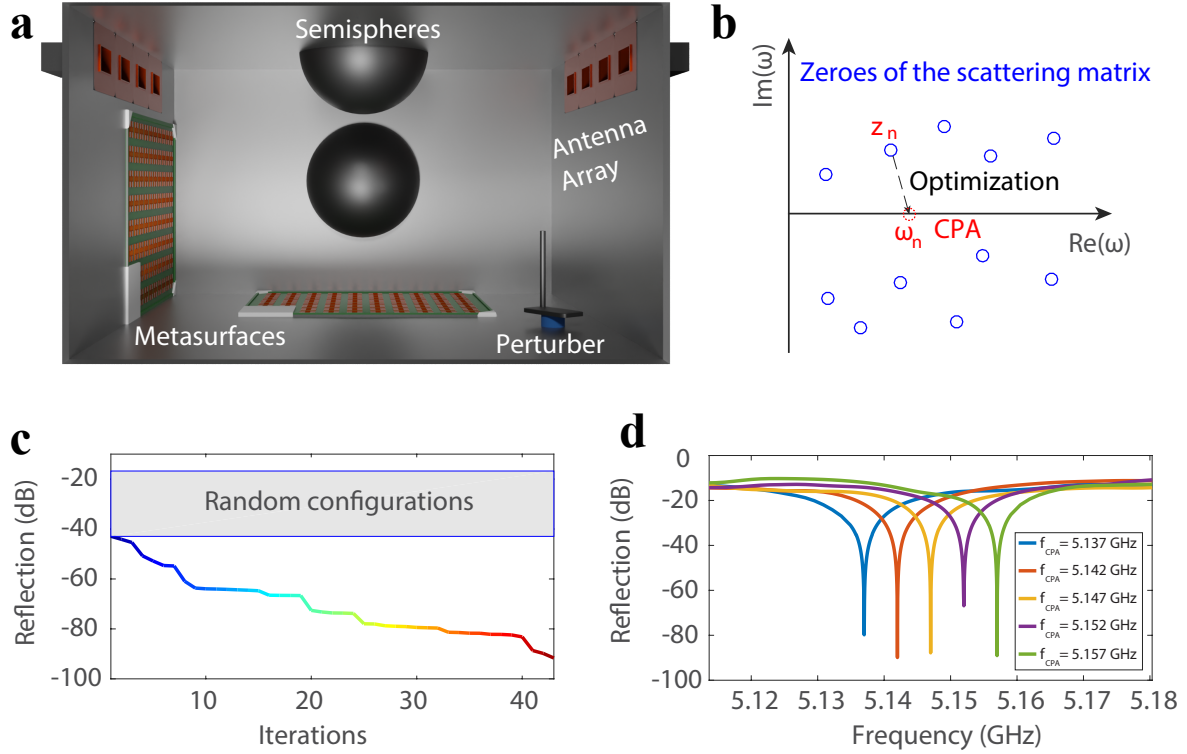 a
Semispheres
Antenna
Array
Metasurfaces
Perturber
b
Im(ω)
Zeroes of the scattering matrix
z n
Optimization
ω n CPA
Re(ω)
c
Reflection (dB)
-20
-40
-60
-80
-100
Random configurations
10 20 30 40
Iterations
d
Reflection (dB)
0
-20
-40
-60
-80
-100
f CPA = 5.137 GHz
f CPA = 5.142 GHz
f CPA = 5.147 GHz
f CPA = 5.152 GHz
f CPA = 5.157 GHz
5.12 5.13 5.14 5.15 5.16 5.17 5.18
Frequency (GHz)